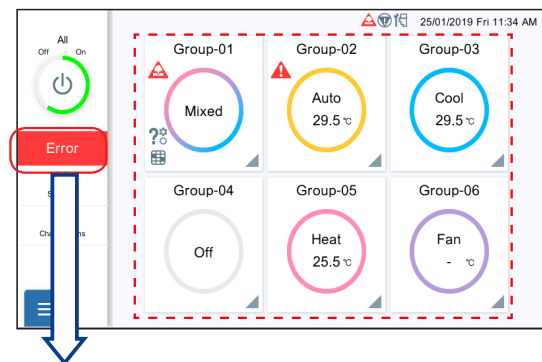 25/01/2019 Fri 11:34 AM
All
Off On
Error
Group-01
Mixed
Group-02
Auto
29.5 ℃
Group-03
Cool
29.5 ℃
Group-04
Off
Group-05
Heat
25.5 ℃
Group-06
Fan
- ℃